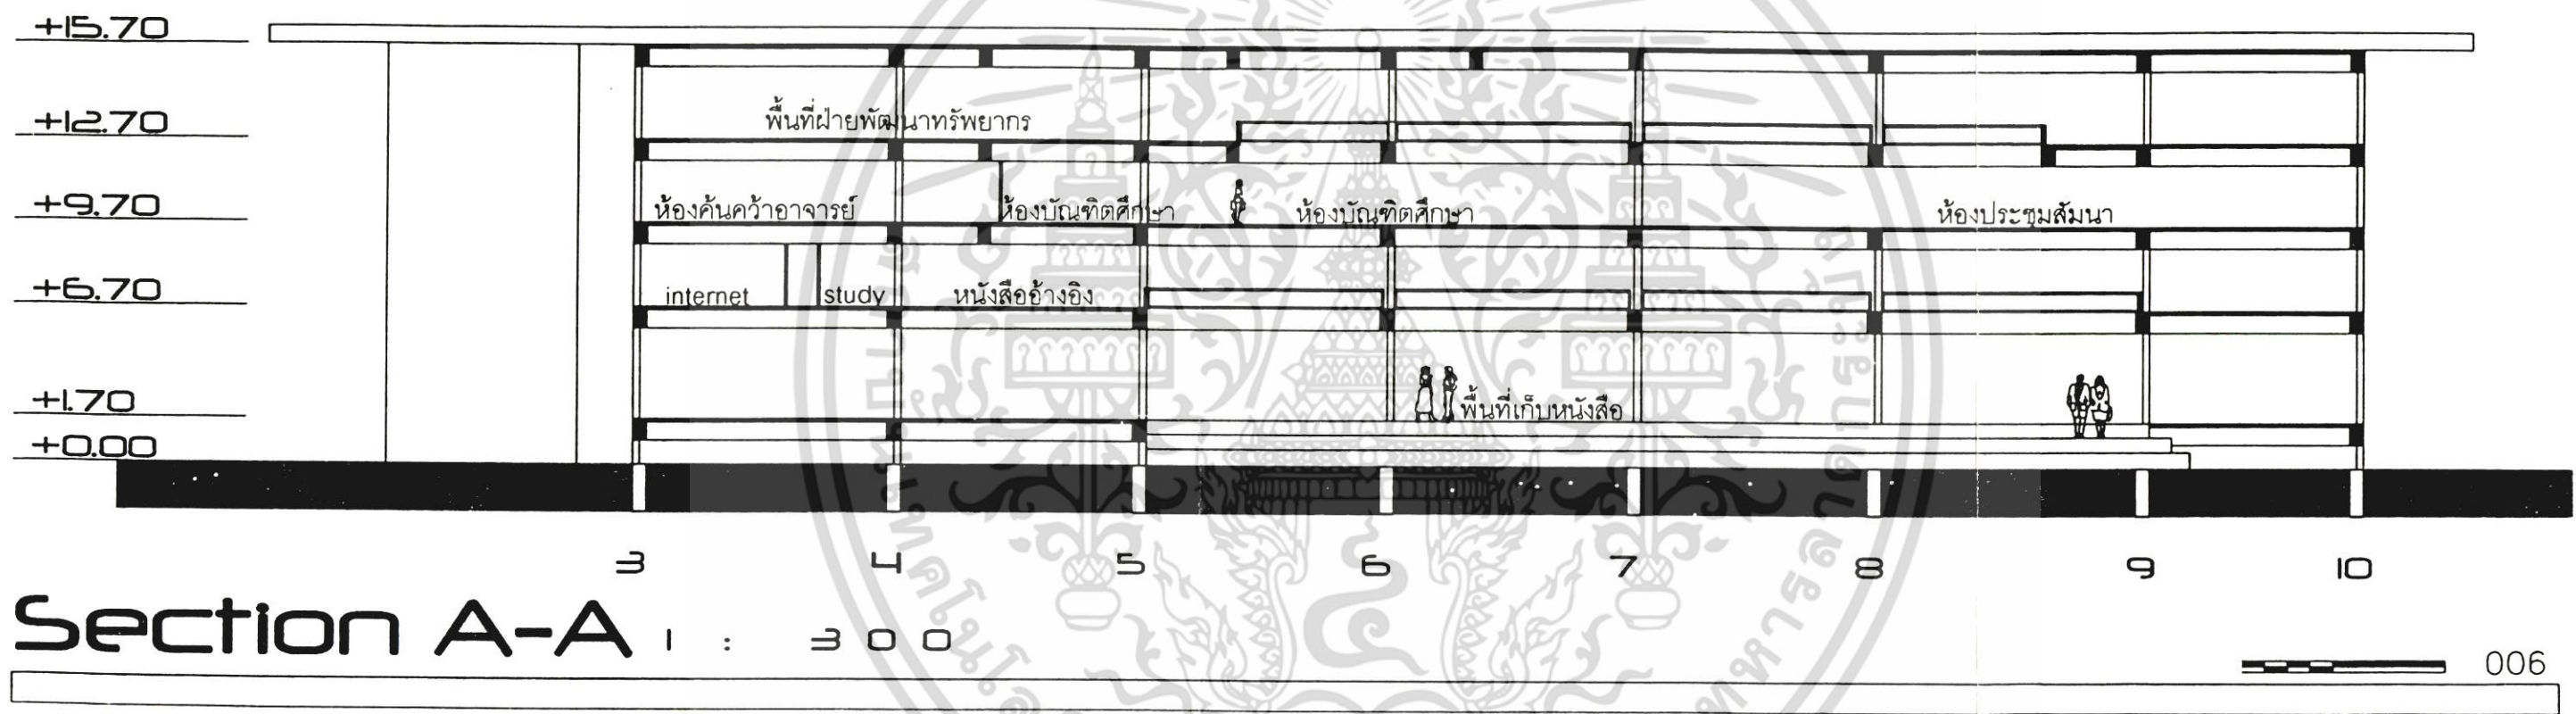 +15.70
+12.70
พื้นที่ฝ่ายพัฒนาทรัพยากร
+9.70
ห้องค้นคว้าอาจารย์ ห้องบัณฑิตศึกษา ห้องบัณฑิตศึกษา ห้องประชุมสัมนา
+6.70
internet study หนังสืออ้างอิง
+1.70
พื้นที่เก็บหนังสือ
+0.00
3 4 5 6 7 8 9 10
Section A-A 1 : 300
006